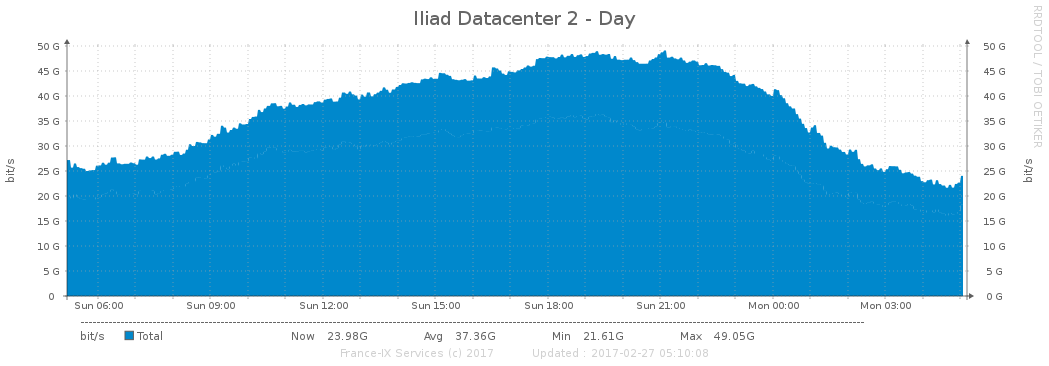 Iliad Datacenter 2 - Day
RRDTOOL / TOBI OETIKER
bit/s
bit/s
50 G 50 G
45 G 45 G
40 G 40 G
35 G 35 G
30 G 30 G
25 G 25 G
20 G 20 G
15 G 15 G
10 G 10 G
5 G 5 G
0 0 G
Sun 06:00 Sun 09:00 Sun 12:00 Sun 15:00 Sun 18:00 Sun 21:00 Mon 00:00 Mon 03:00
bit/s Total Now 23.98G Avg 37.36G Min 21.61G Max 49.05G
France-IX Services (c) 2017 Updated : 2017-02-27 05:10:08